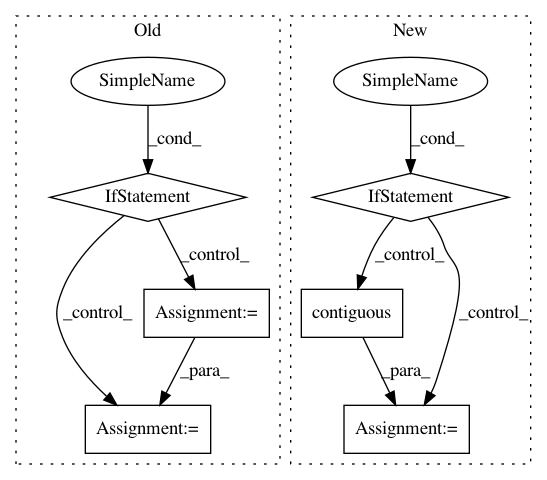 Old
SimpleName
_cond_
IfStatement
_control_
_control_
Assignment:=
_para_
Assignment:=
New
SimpleName
_cond_
IfStatement
_control_
contiguous
_control_
_para_
Assignment:=